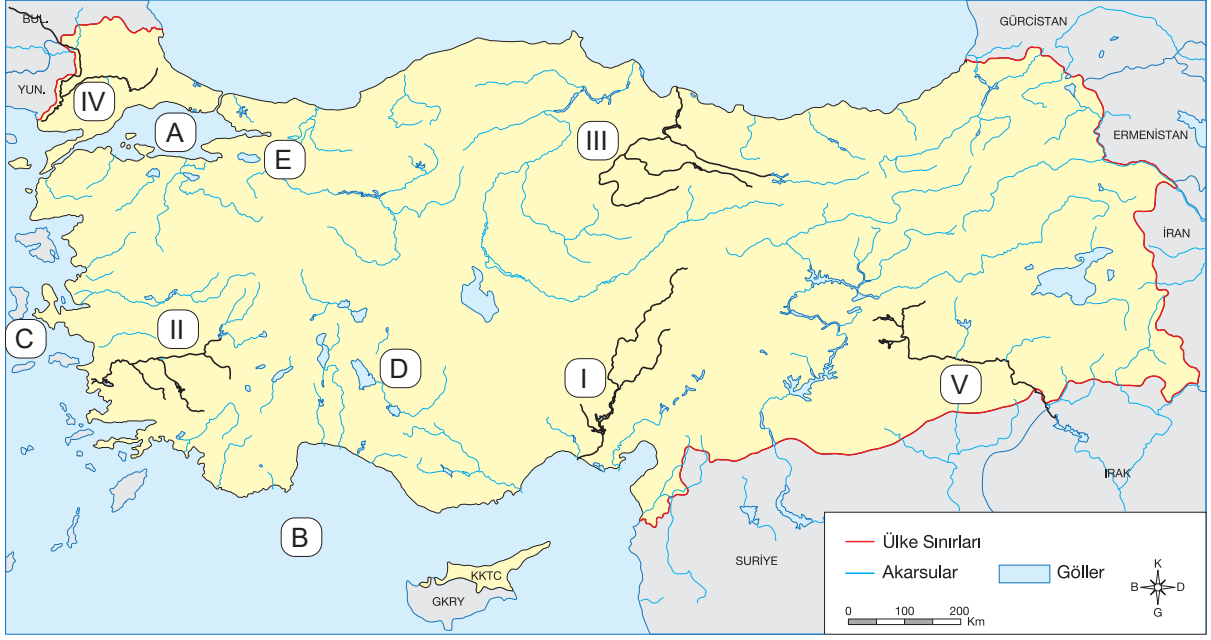 BUL.
GÜRCİSTAN
YUN.
IV
A
E
III
ERMENİSTAN
İRAN
C
II
D
I
V
B
IRAK
SURİYE
KKTC
GKRY
Ülke Sınırları
Akarsular
Göller
K
B
D
G
0 100 200
Km